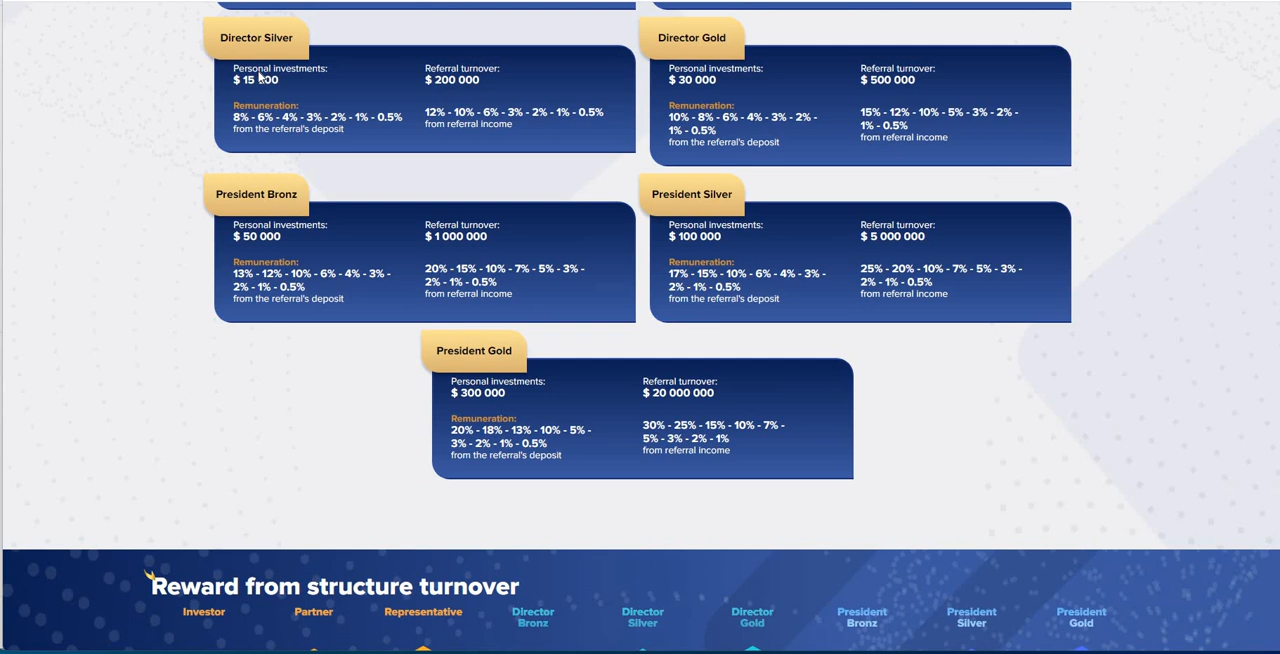 Director Silver
Personal investments:
$ 15 000
Referral turnover:
$ 200 000
Remuneration:
8% - 6% - 4% - 3% - 2% - 1% - 0.5%
from the referral's deposit
12% - 10% - 6% - 3% - 2% - 1% - 0.5%
from referral income
Director Gold
Personal investments:
$ 30 000
Referral turnover:
$ 500 000
Remuneration:
10% - 8% - 6% - 4% - 3% - 2% -
1% - 0.5%
from the referral's deposit
15% - 12% - 10% - 5% - 3% - 2% -
1% - 0.5%
from referral income
President Bronz
Personal investments:
$ 50 000
Referral turnover:
$ 1 000 000
Remuneration:
13% - 12% - 10% - 6% - 4% - 3% -
2% - 1% - 0.5%
from the referral's deposit
20% - 15% - 10% - 7% - 5% - 3% -
2% - 1% - 0.5%
from referral income
President Silver
Personal investments:
$ 100 000
Referral turnover:
$ 5 000 000
Remuneration:
17% - 15% - 10% - 6% - 4% - 3% -
2% - 1% - 0.5%
from the referral's deposit
25% - 20% - 10% - 7% - 5% - 3% -
2% - 1% - 0.5%
from referral income
President Gold
Personal investments:
$ 300 000
Referral turnover:
$ 20 000 000
Remuneration:
20% - 18% - 13% - 10% - 5% -
3% - 2% - 1% - 0.5%
from the referral's deposit
30% - 25% - 15% - 10% - 7% -
5% - 3% - 2% - 1%
from referral income
Reward from structure turnover
Investor
Partner
Representative
Director
Bronz
Director
Silver
Director
Gold
President
Bronz
President
Silver
President
Gold